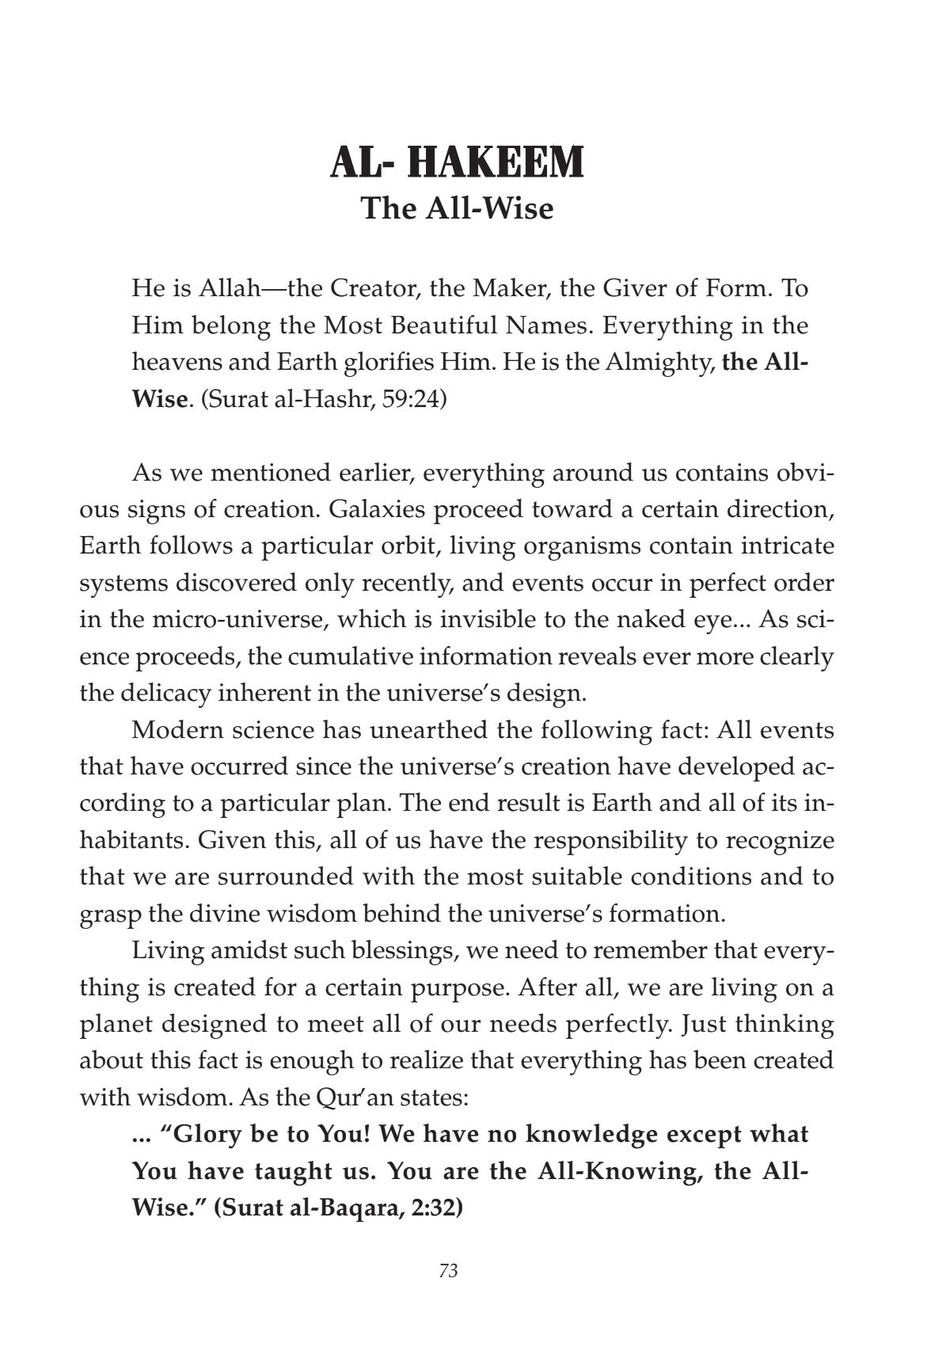 AL- HAKEEM
The All-Wise
He is Allah—the Creator, the Maker, the Giver of Form. To
Him belong the Most Beautiful Names. Everything in the
heavens and Earth glorifies Him. He is the Almighty, the All-
Wise. (Surat al-Hashr, 59:24)
As we mentioned earlier, everything around us contains obvi-
ous signs of creation. Galaxies proceed toward a certain direction,
Earth follows a particular orbit, living organisms contain intricate
systems discovered only recently, and events occur in perfect order
in the micro-universe, which is invisible to the naked eye... As sci-
ence proceeds, the cumulative information reveals ever more clearly
the delicacy inherent in the universe's design.
Modern science has unearthed the following fact: All events
that have occurred since the universe's creation have developed ac-
cording to a particular plan. The end result is Earth and all of its in-
habitants. Given this, all of us have the responsibility to recognize
that we are surrounded with the most suitable conditions and to
grasp the divine wisdom behind the universe's formation.
Living amidst such blessings, we need to remember that every-
thing is created for a certain purpose. After all, we are living on a
planet designed to meet all of our needs perfectly. Just thinking
about this fact is enough to realize that everything has been created
with wisdom. As the Qur'an states:
... “Glory be to You! We have no knowledge except what
You have taught us. You are the All-Knowing, the All-
Wise.” (Surat al-Baqara, 2:32)
73